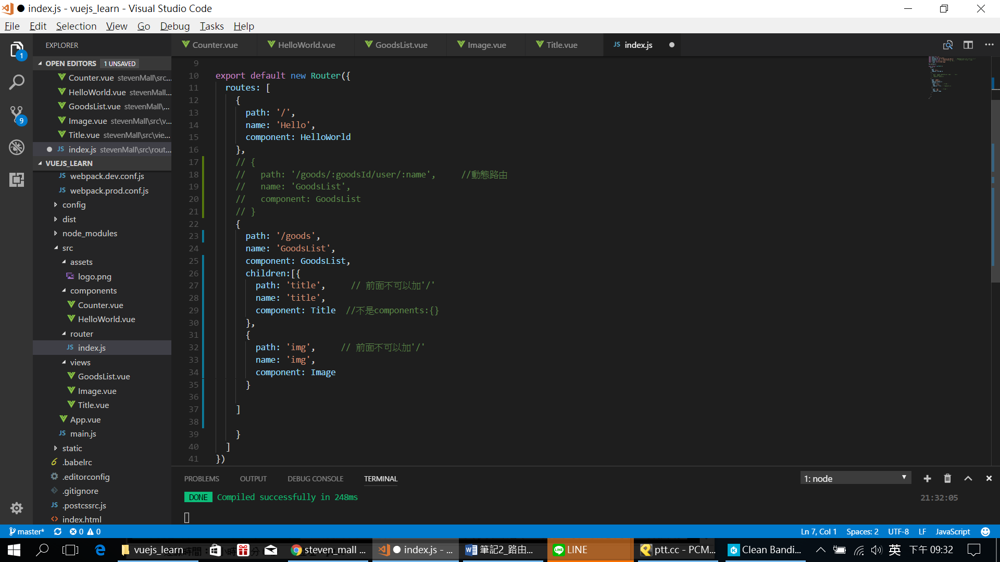 index.js - vuejs_learn - Visual Studio Code
File Edit Selection View Go Debug Tasks Help
EXPLORER
OPEN EDITORS 1 UNSAVED
Counter.vue stevenMall\src...
HelloWorld.vue stevenMall...
GoodsList.vue stevenMall\...
Image.vue stevenMall\src\v...
Title.vue stevenMall\src\vie...
JS index.js stevenMall\src\rout...
VUEJS_LEARN
JS webpack.dev.conf.js
JS webpack.prod.conf.js
config
dist
node_modules
src
assets
logo.png
components
Counter.vue
HelloWorld.vue
router
JS index.js
views
GoodsList.vue
Image.vue
Title.vue
App.vue
JS main.js
static
.babelrc
.editorconfig
.gitignore
JS .postcssrc.js
index.html
1
9
Counter.vue HelloWorld.vue GoodsList.vue Image.vue Title.vue JS index.js
9
10 export default new Router({
11 routes: [
12 {
13 path: '/',
14 name: 'Hello',
15 component: HelloWorld
16 },
17 // {
18 // path: '/goods/:goodsId/user/:name', //動態路由
19 // name: 'GoodsList',
20 // component: GoodsList
21 // }
22 {
23 path: '/goods',
24 name: 'GoodsList',
25 component: GoodsList,
26 children:[{
27 path: 'title', // 前面不可以加'/'
28 name: 'title',
29 component: Title //不是components:{}
30 },
31 {
32 path: 'img', // 前面不可以加'/'
33 name: 'img',
34 component: Image
35 }
36
37 ]
38
39 }
40 ]
41 })
PROBLEMS OUTPUT DEBUG CONSOLE TERMINAL 1: node
DONE Compiled successfully in 248ms 21:32:05
master* 0 0 Ln 7, Col 1 Spaces: 2 UTF-8 LF JavaScript
vuejs_learn steven_mall ... index.js - ... 筆記2_路由... LINE ptt.cc - PCM... Clean Bandi... 英 下午 09:32